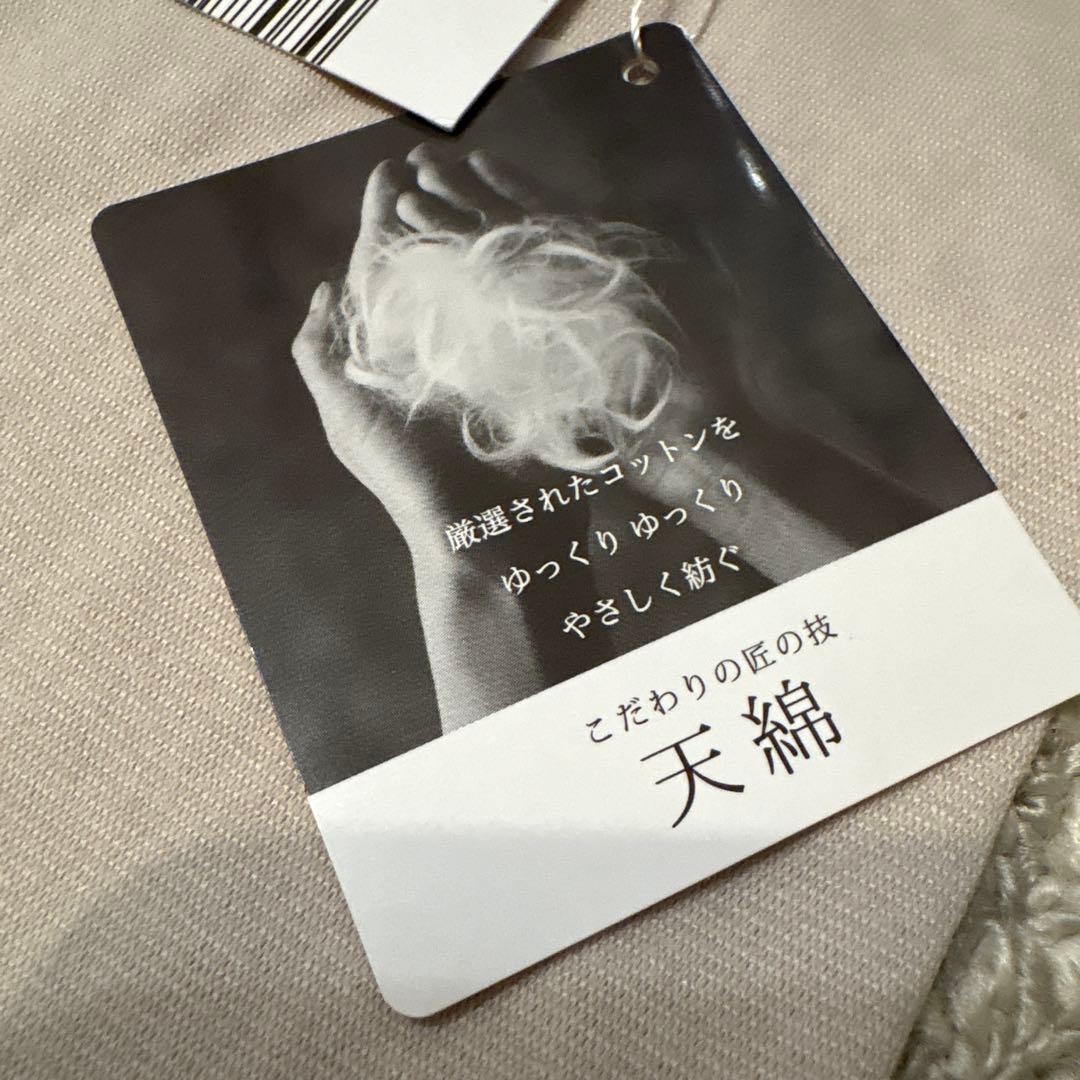 厳選されたコットンを
ゆっくり ゆっくり
やさしく紡ぐ
こだわりの匠の技
天綿